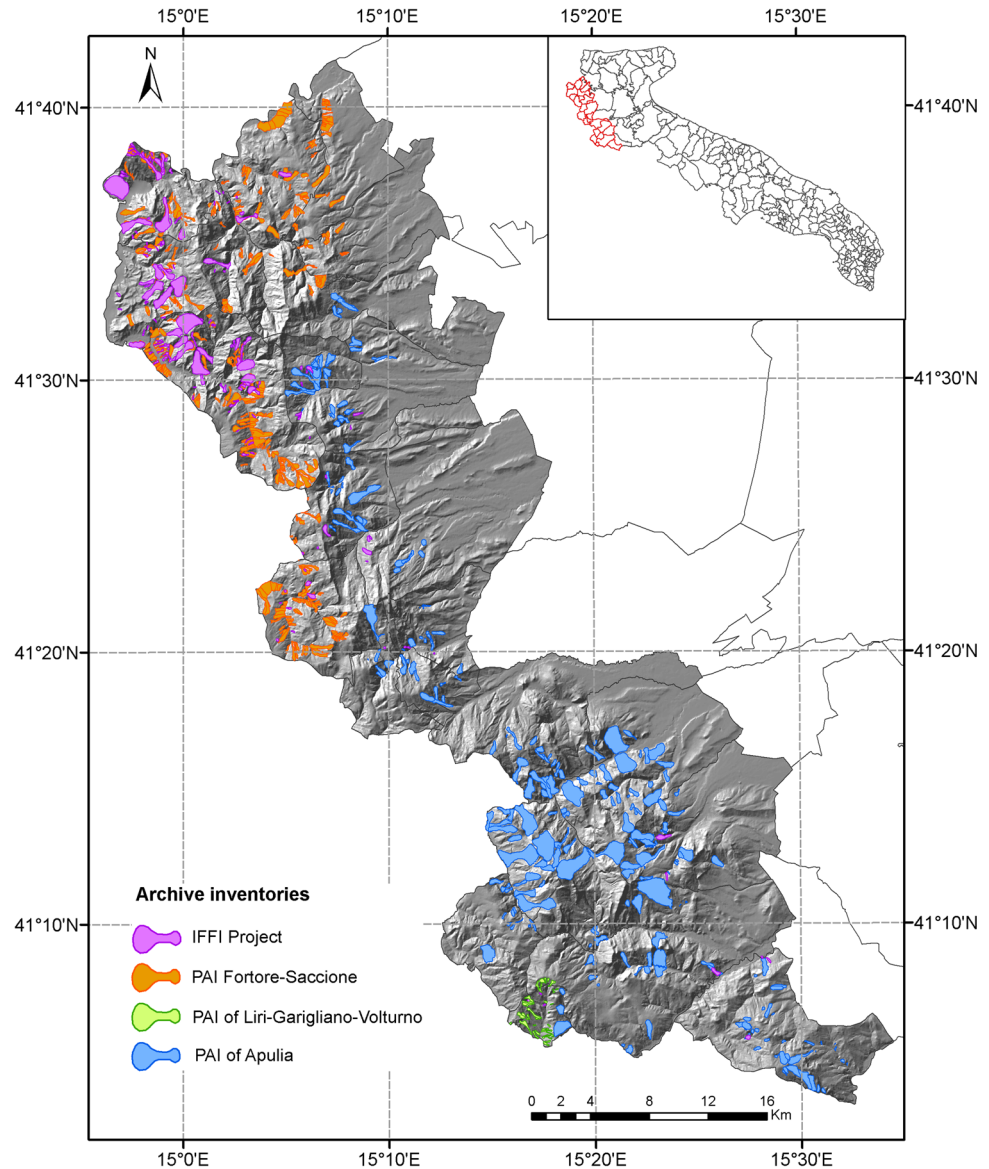 15°0'E 15°10'E 15°20'E 15°30'E
N
41°40'N 41°40'N
41°30'N 41°30'N
41°20'N 41°20'N
Archive inventories
41°10'N 41°10'N
IFFI Project
PAI Fortore-Saccione
PAI of Liri-Garigliano-Volturno
PAI of Apulia
0 2 4 8 12 16
Km
15°0'E 15°10'E 15°20'E 15°30'E